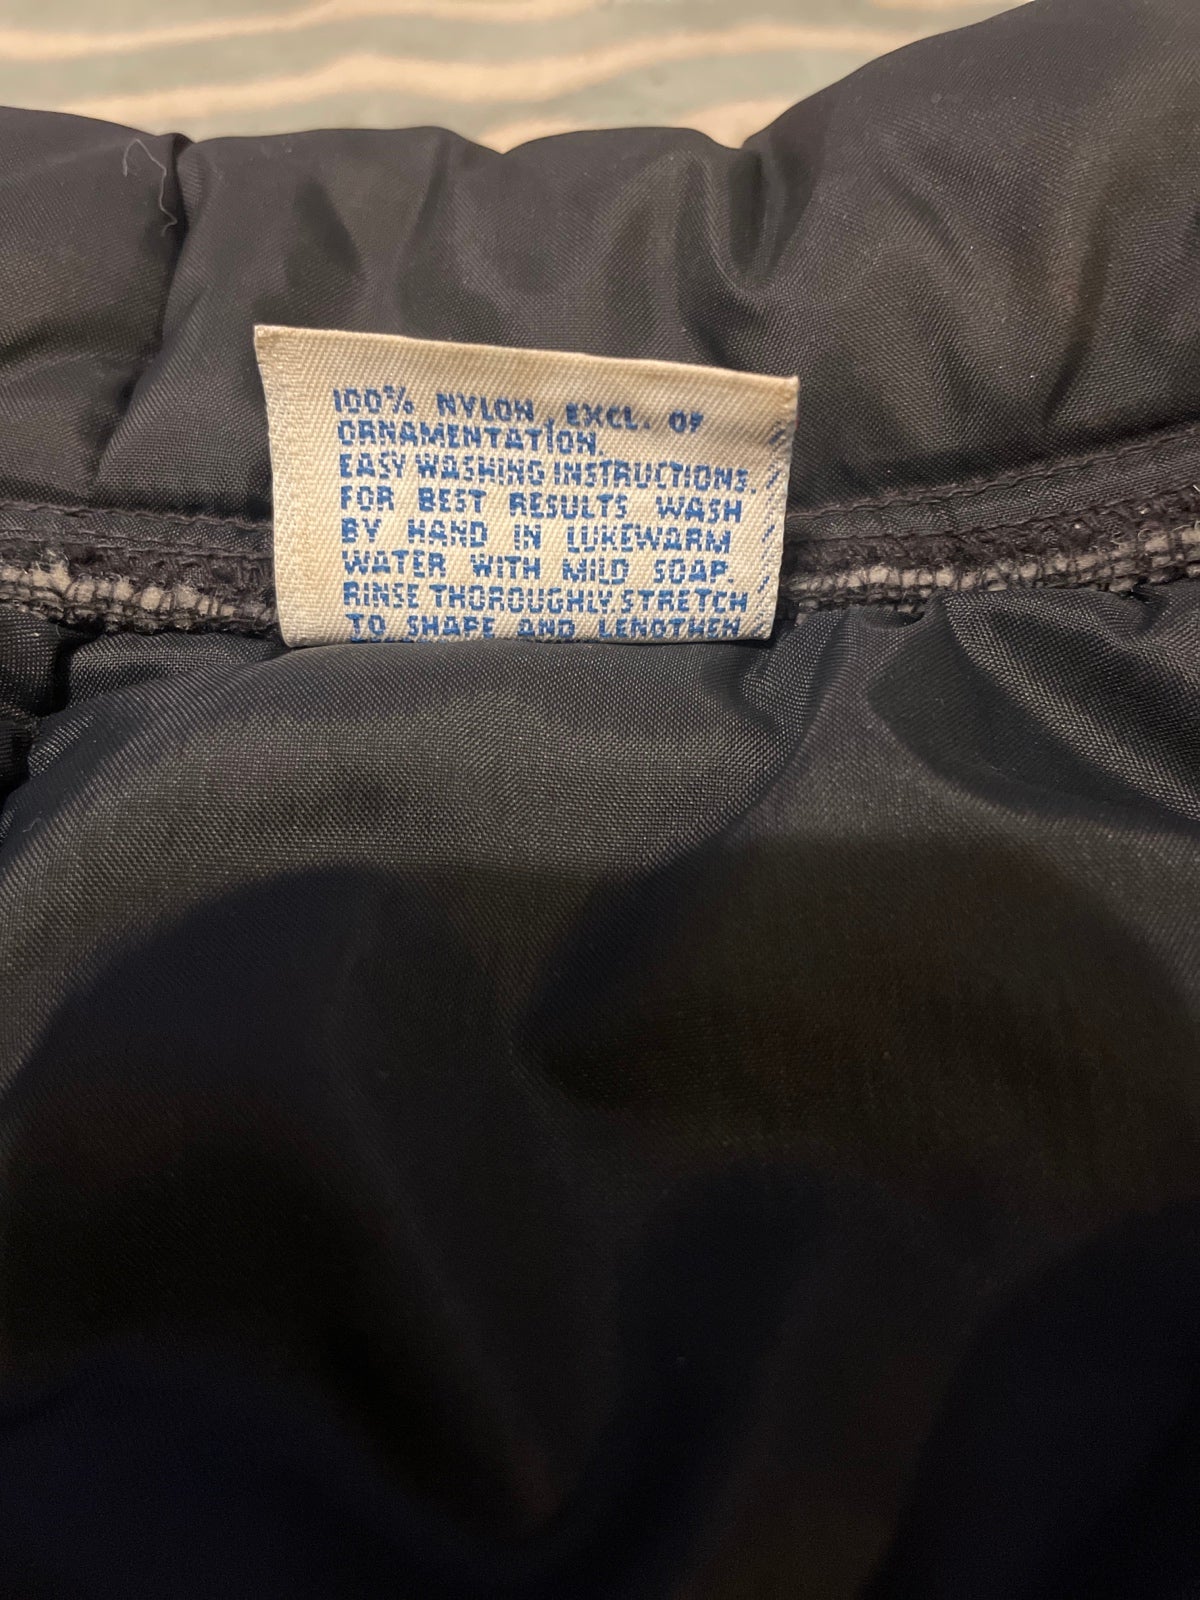 100% NYLON, EXCL. OF
ORNAMENTATION.
EASY WASHING INSTRUCTIONS.
FOR BEST RESULTS WASH
BY HAND IN LUKEWARM
WATER WITH MILD SOAP.
RINSE THOROUGHLY.STRETCH
TO SHAPE AND LENGTHEN